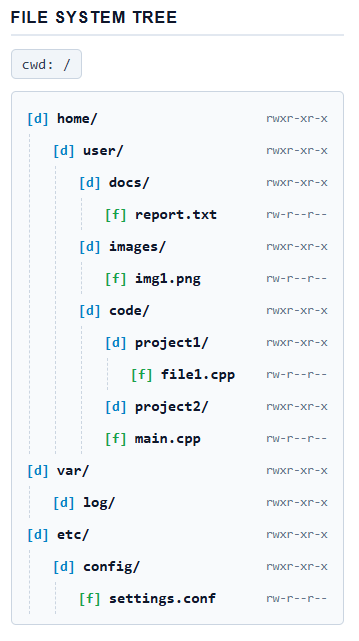 FILE SYSTEM TREE
cwd: /
[d] home/ rwxr-xr-x
[d] user/ rwxr-xr-x
[d] docs/ rwxr-xr-x
[f] report.txt rw-r--r--
[d] images/ rwxr-xr-x
[f] img1.png rw-r--r--
[d] code/ rwxr-xr-x
[d] project1/ rwxr-xr-x
[f] file1.cpp rw-r--r--
[d] project2/ rwxr-xr-x
[f] main.cpp rw-r--r--
[d] var/ rwxr-xr-x
[d] log/ rwxr-xr-x
[d] etc/ rwxr-xr-x
[d] config/ rwxr-xr-x
[f] settings.conf rw-r--r--